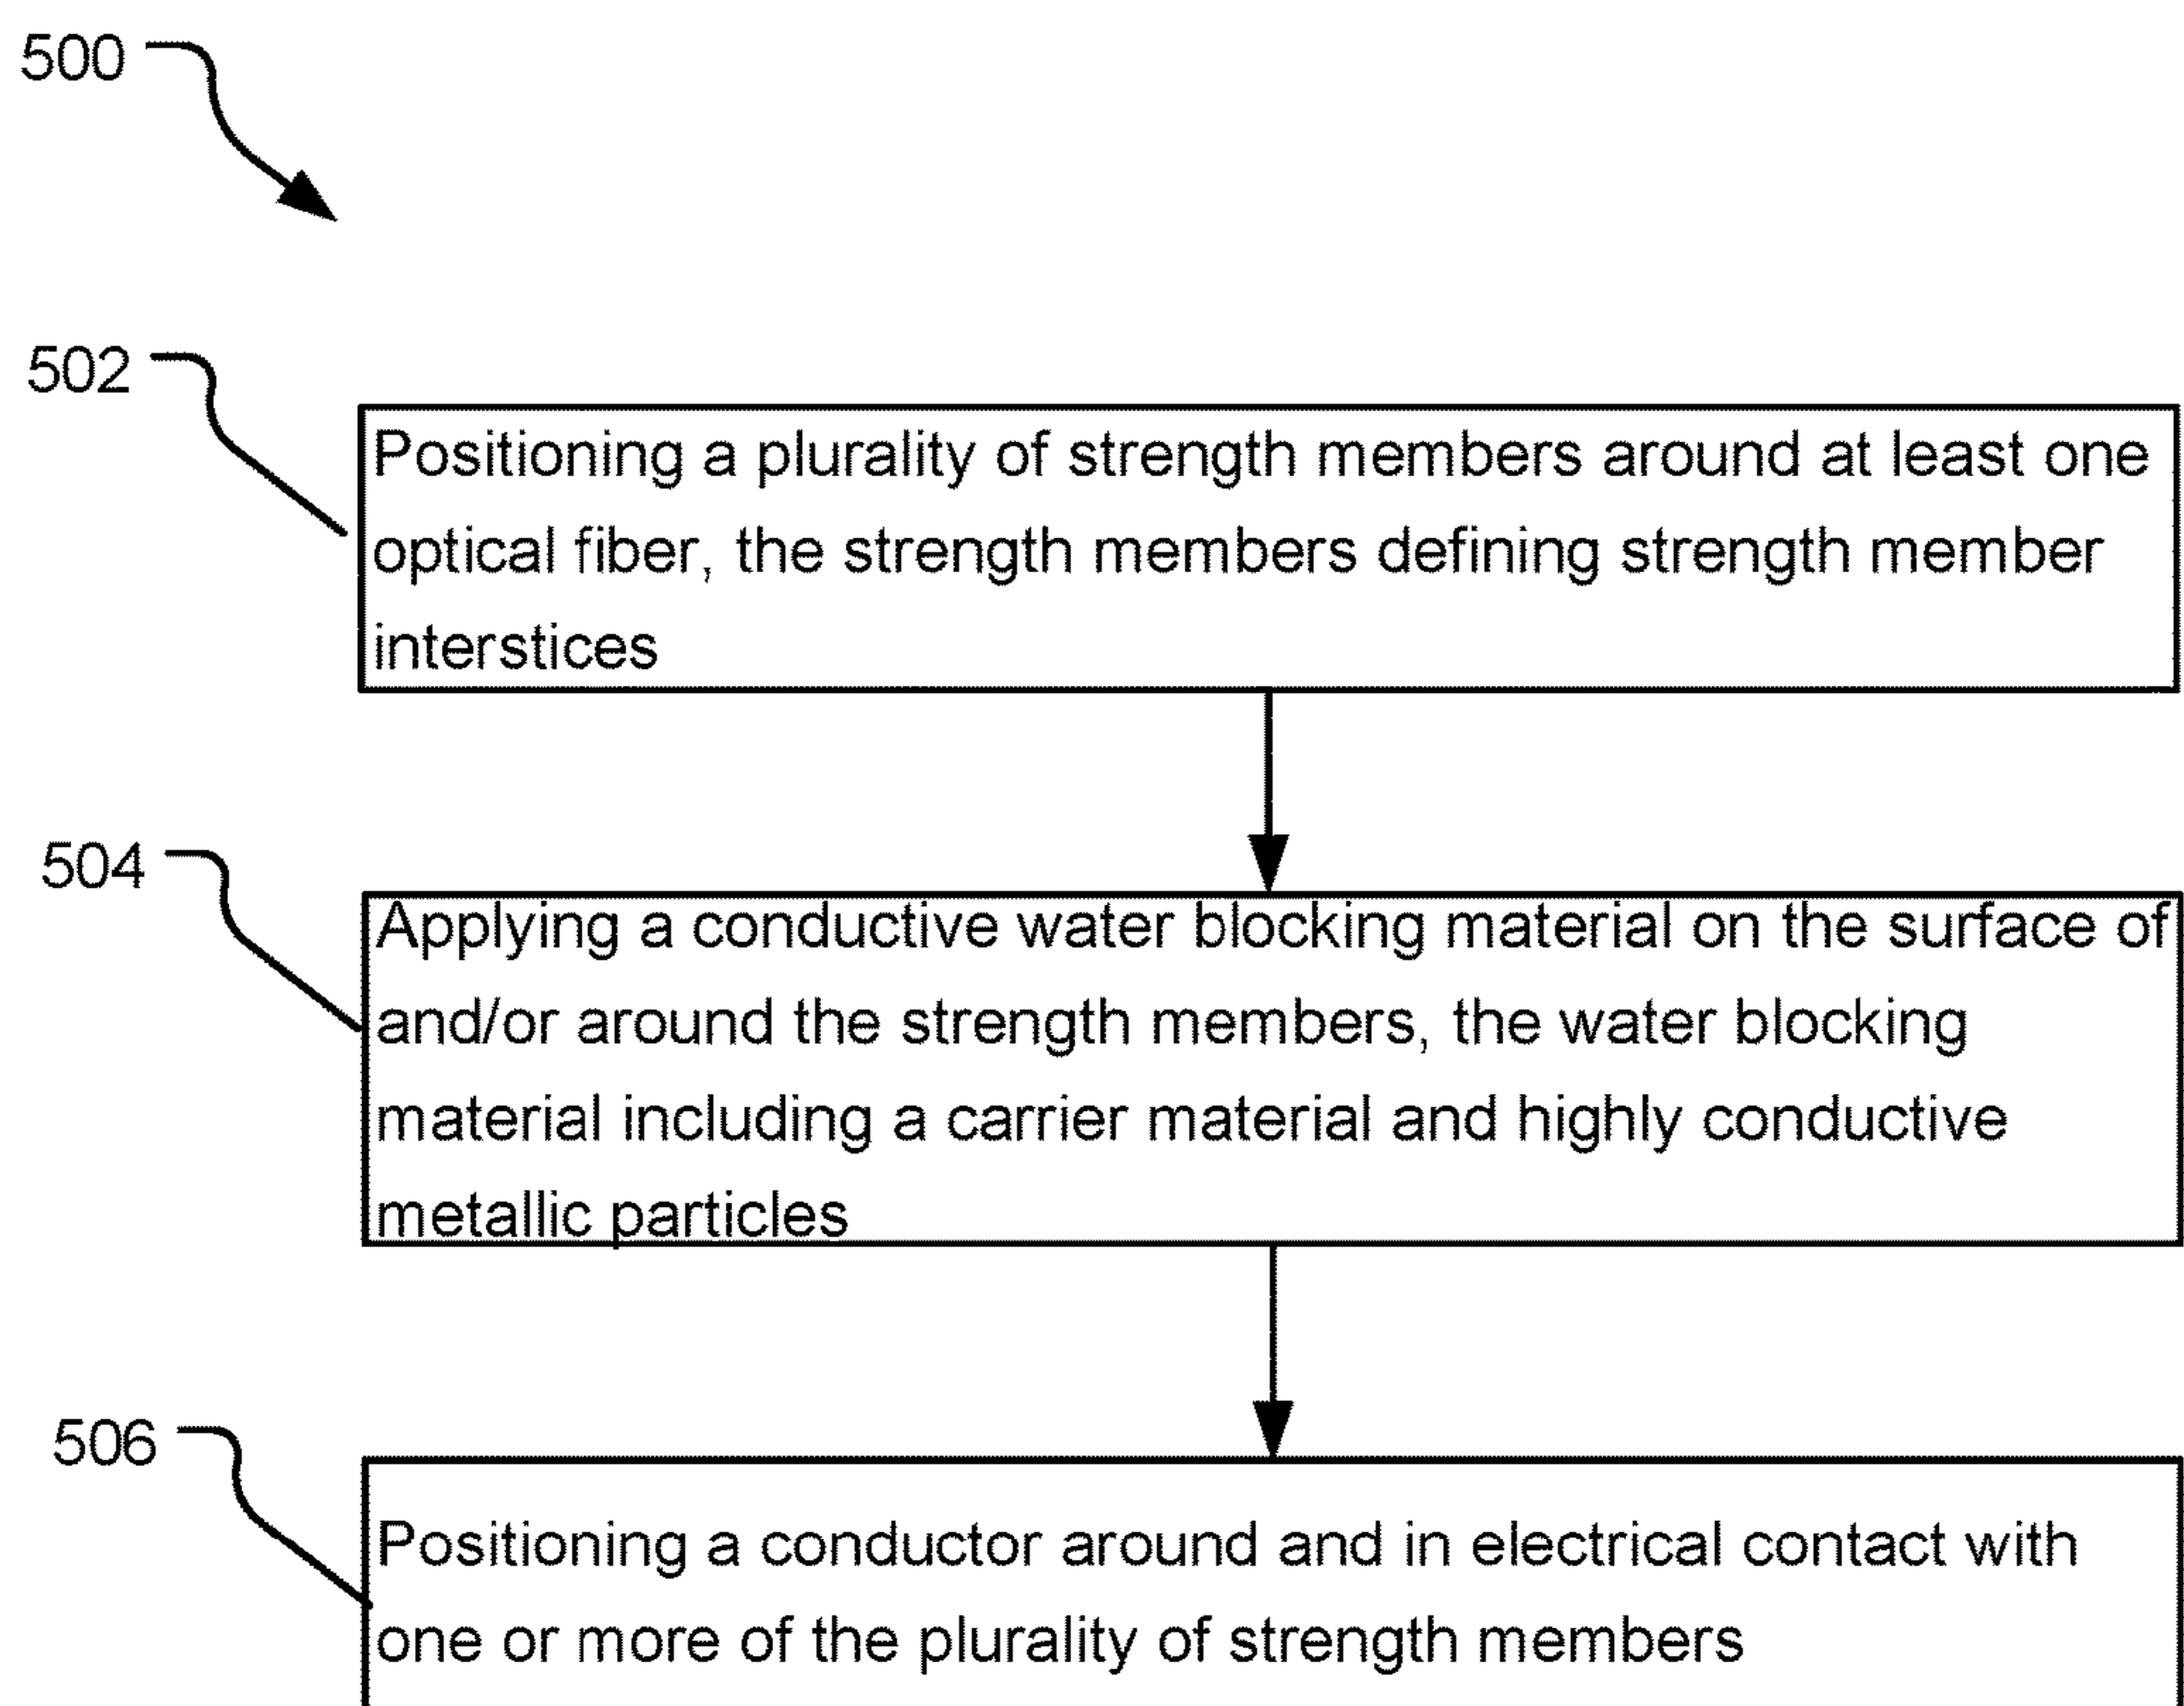 500
502
Positioning a plurality of strength members around at least one
optical fiber, the strength members defining strength member
interstices
504
Applying a conductive water blocking material on the surface of
and/or around the strength members, the water blocking
material including a carrier material and highly conductive
metallic particles
506
Positioning a conductor around and in electrical contact with
one or more of the plurality of strength members